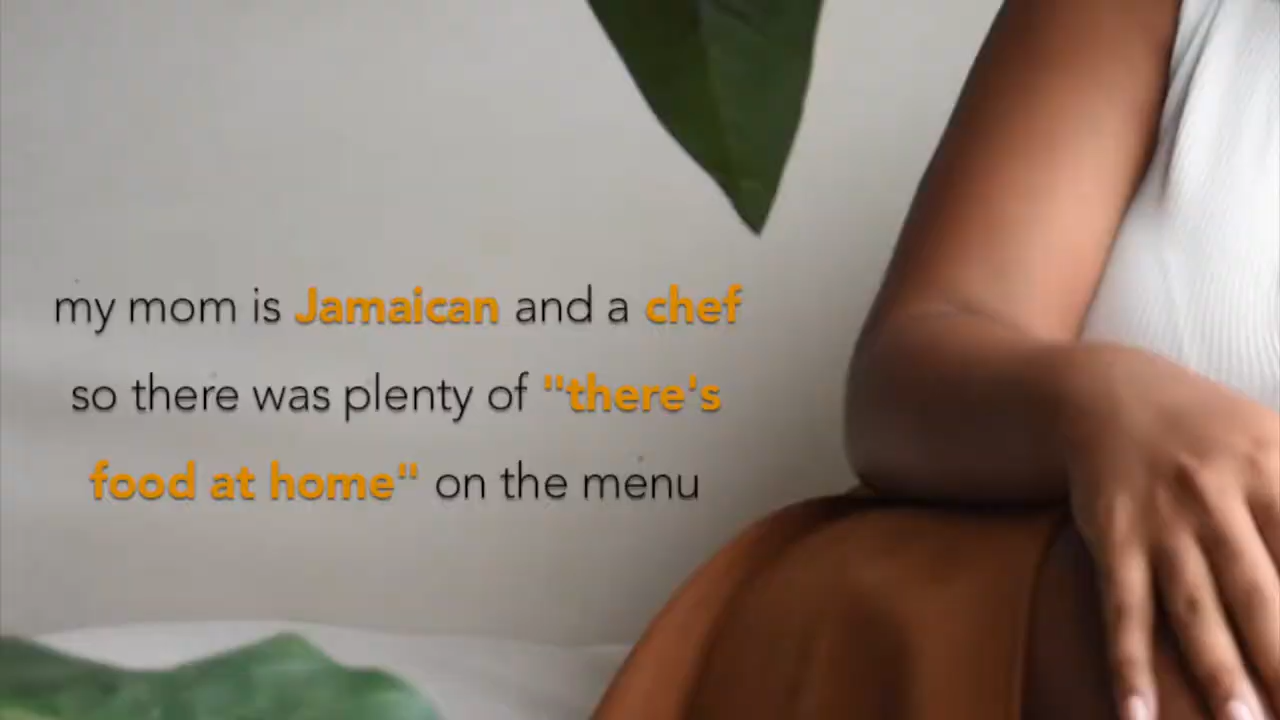 my mom is Jamaican and a chef
so there was plenty of "there's
food at home" on the menu